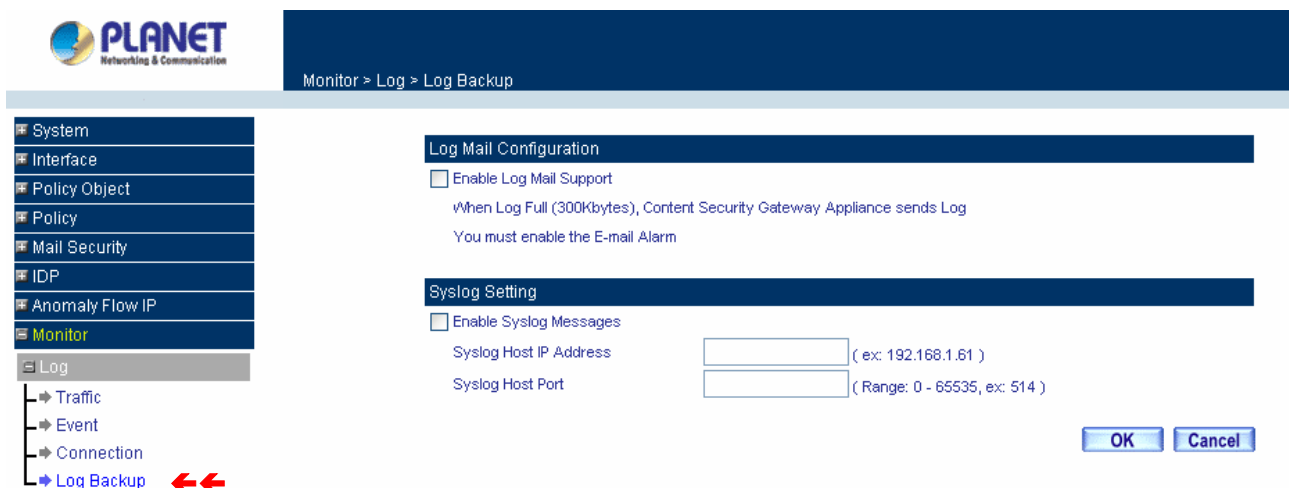 PLANET
Networking & Communication
Monitor > Log > Log Backup
System
Interface
Policy Object
Policy
Mail Security
IDP
Anomaly Flow IP
Monitor
Log
Traffic
Event
Connection
Log Backup
Log Mail Configuration
Enable Log Mail Support
When Log Full (300Kbytes), Content Security Gateway Appliance sends Log
You must enable the E-mail Alarm
Syslog Setting
Enable Syslog Messages
Syslog Host IP Address ( ex: 192.168.1.61 )
Syslog Host Port ( Range: 0 - 65535, ex: 514 )
OK Cancel